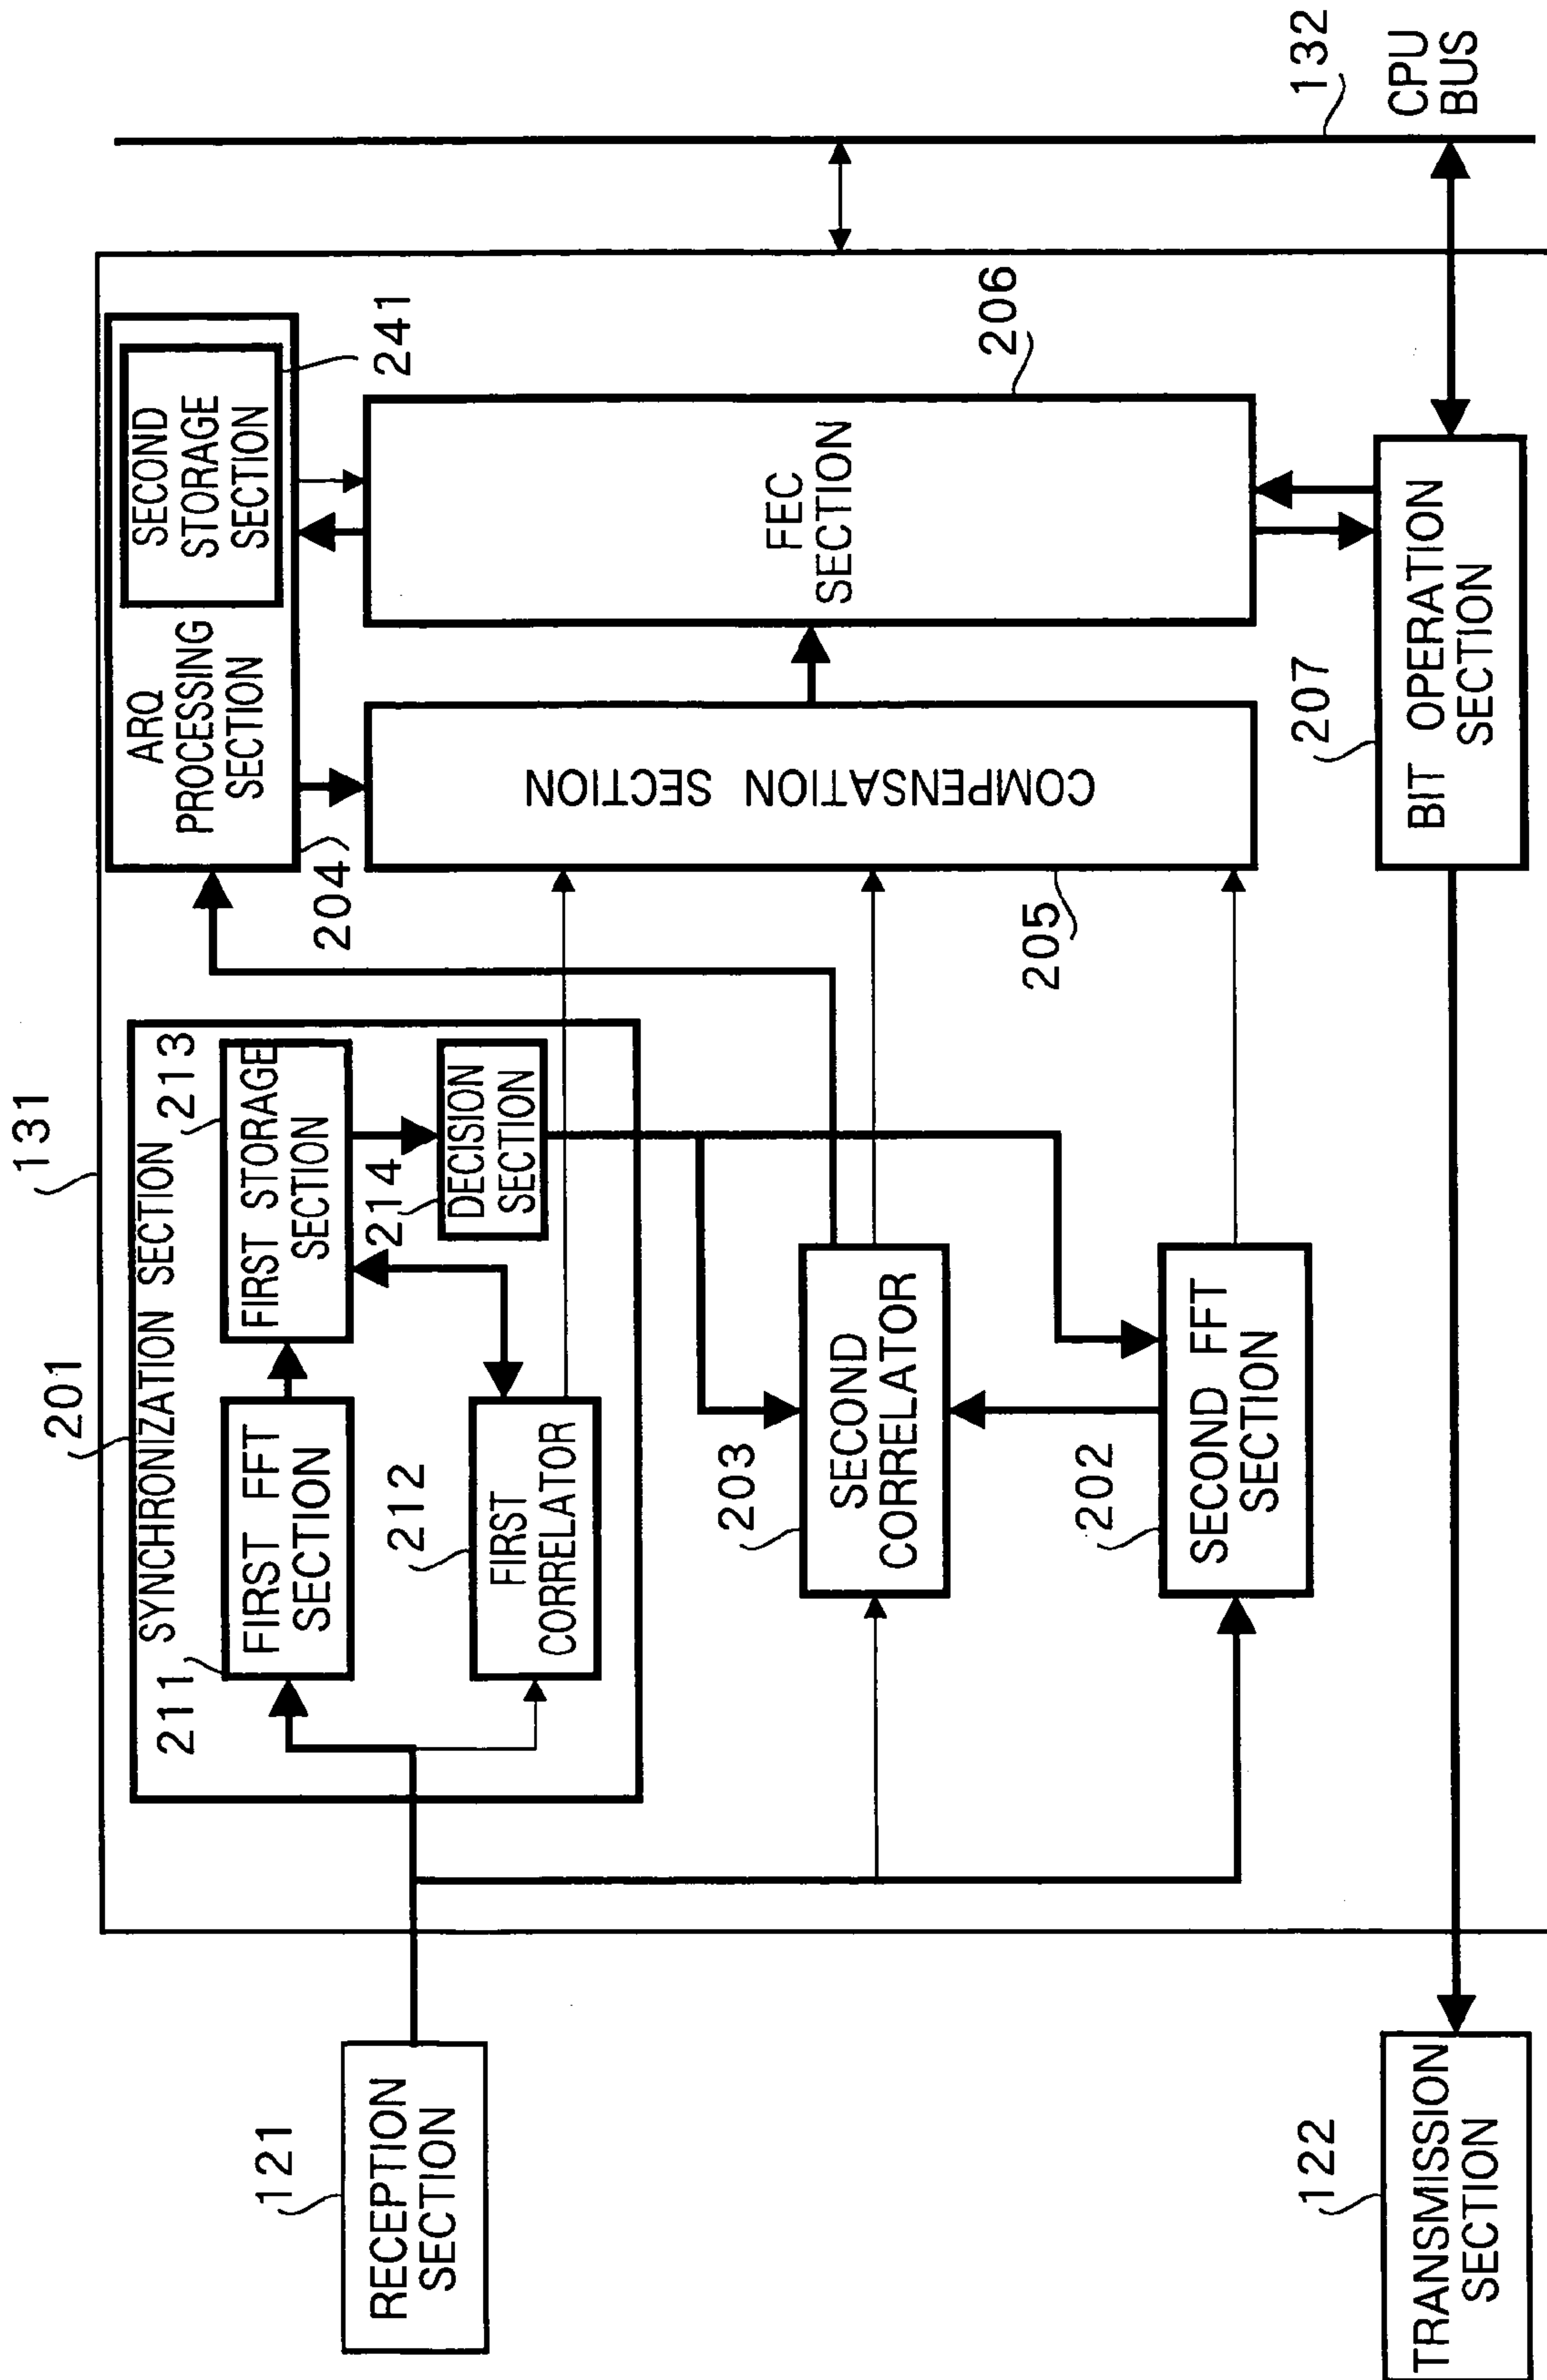 131
201
SYNCHRONIZATION SECTION
211
FIRST FFT
SECTION
213
FIRST STORAGE
SECTION
212
FIRST
CORRELATOR
214
DECISION
SECTION
204
ARQ
PROCESSING
SECTION
SECOND
STORAGE
SECTION
241
121
RECEPTION
SECTION
203
SECOND
CORRELATOR
202
SECOND FFT
SECTION
205
COMPENSATION SECTION
206
FEC
SECTION
207
BIT OPERATION
SECTION
122
TRANSMISSION
SECTION
132
CPU
BUS